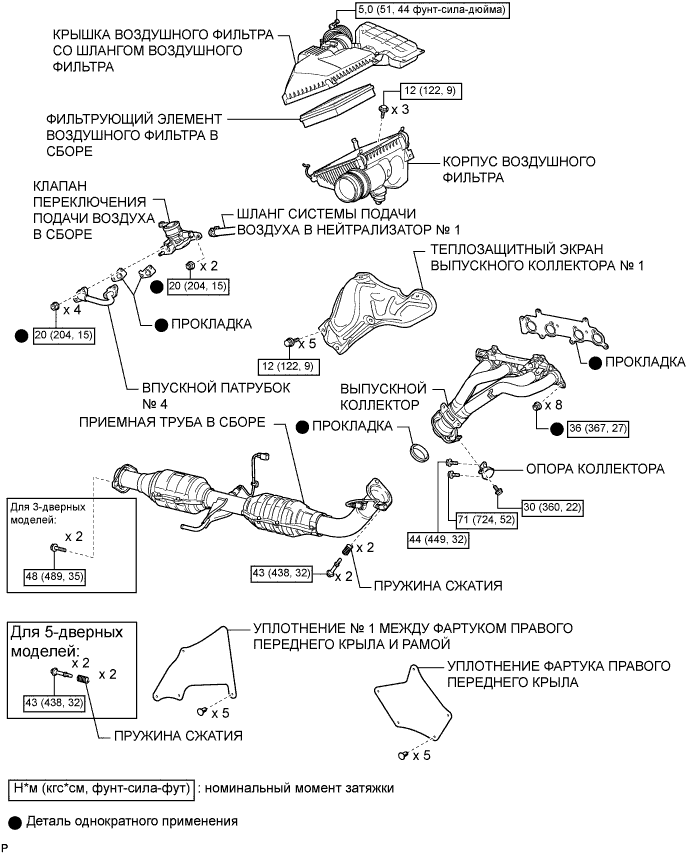 5,0 (51, 44 фунт-сила-дюйма)
КРЫШКА ВОЗДУШНОГО ФИЛЬТРА
СО ШЛАНГОМ ВОЗДУШНОГО
ФИЛЬТРА
12 (122, 9)
x 3
ФИЛЬТРУЮЩИЙ ЭЛЕМЕНТ
ВОЗДУШНОГО ФИЛЬТРА В
СБОРЕ
КОРПУС ВОЗДУШНОГО
ФИЛЬТРА
КЛАПАН
ПЕРЕКЛЮЧЕНИЯ
ПОДАЧИ ВОЗДУХА
В СБОРЕ
ШЛАНГ СИСТЕМЫ ПОДАЧИ
ВОЗДУХА В НЕЙТРАЛИЗАТОР № 1
ТЕПЛОЗАЩИТНЫЙ ЭКРАН
ВЫПУСКНОГО КОЛЛЕКТОРА № 1
x 2
20 (204, 15)
x 4
20 (204, 15)
ПРОКЛАДКА
x 5
12 (122, 9)
ПРОКЛАДКА
ВПУСКНОЙ ПАТРУБОК
№ 4
ВЫПУСКНОЙ
КОЛЛЕКТОР
x 8
36 (367, 27)
ПРИЕМНАЯ ТРУБА В СБОРЕ
ПРОКЛАДКА
ОПОРА КОЛЛЕКТОРА
30 (360, 22)
71 (724, 52)
44 (449, 32)
Для 3-дверных
моделей:
x 2
48 (489, 35)
x 2
43 (438, 32)
x 2
ПРУЖИНА СЖАТИЯ
Для 5-дверных
моделей:
x 2
x 2
43 (438, 32)
ПРУЖИНА СЖАТИЯ
УПЛОТНЕНИЕ № 1 МЕЖДУ ФАРТУКОМ ПРАВОГО
ПЕРЕДНЕГО КРЫЛА И РАМОЙ
x 5
УПЛОТНЕНИЕ ФАРТУКА ПРАВОГО
ПЕРЕДНЕГО КРЫЛА
x 5
Н*м (кгс*см, фунт-сила-фут) : номинальный момент затяжки
Деталь однократного применения
P